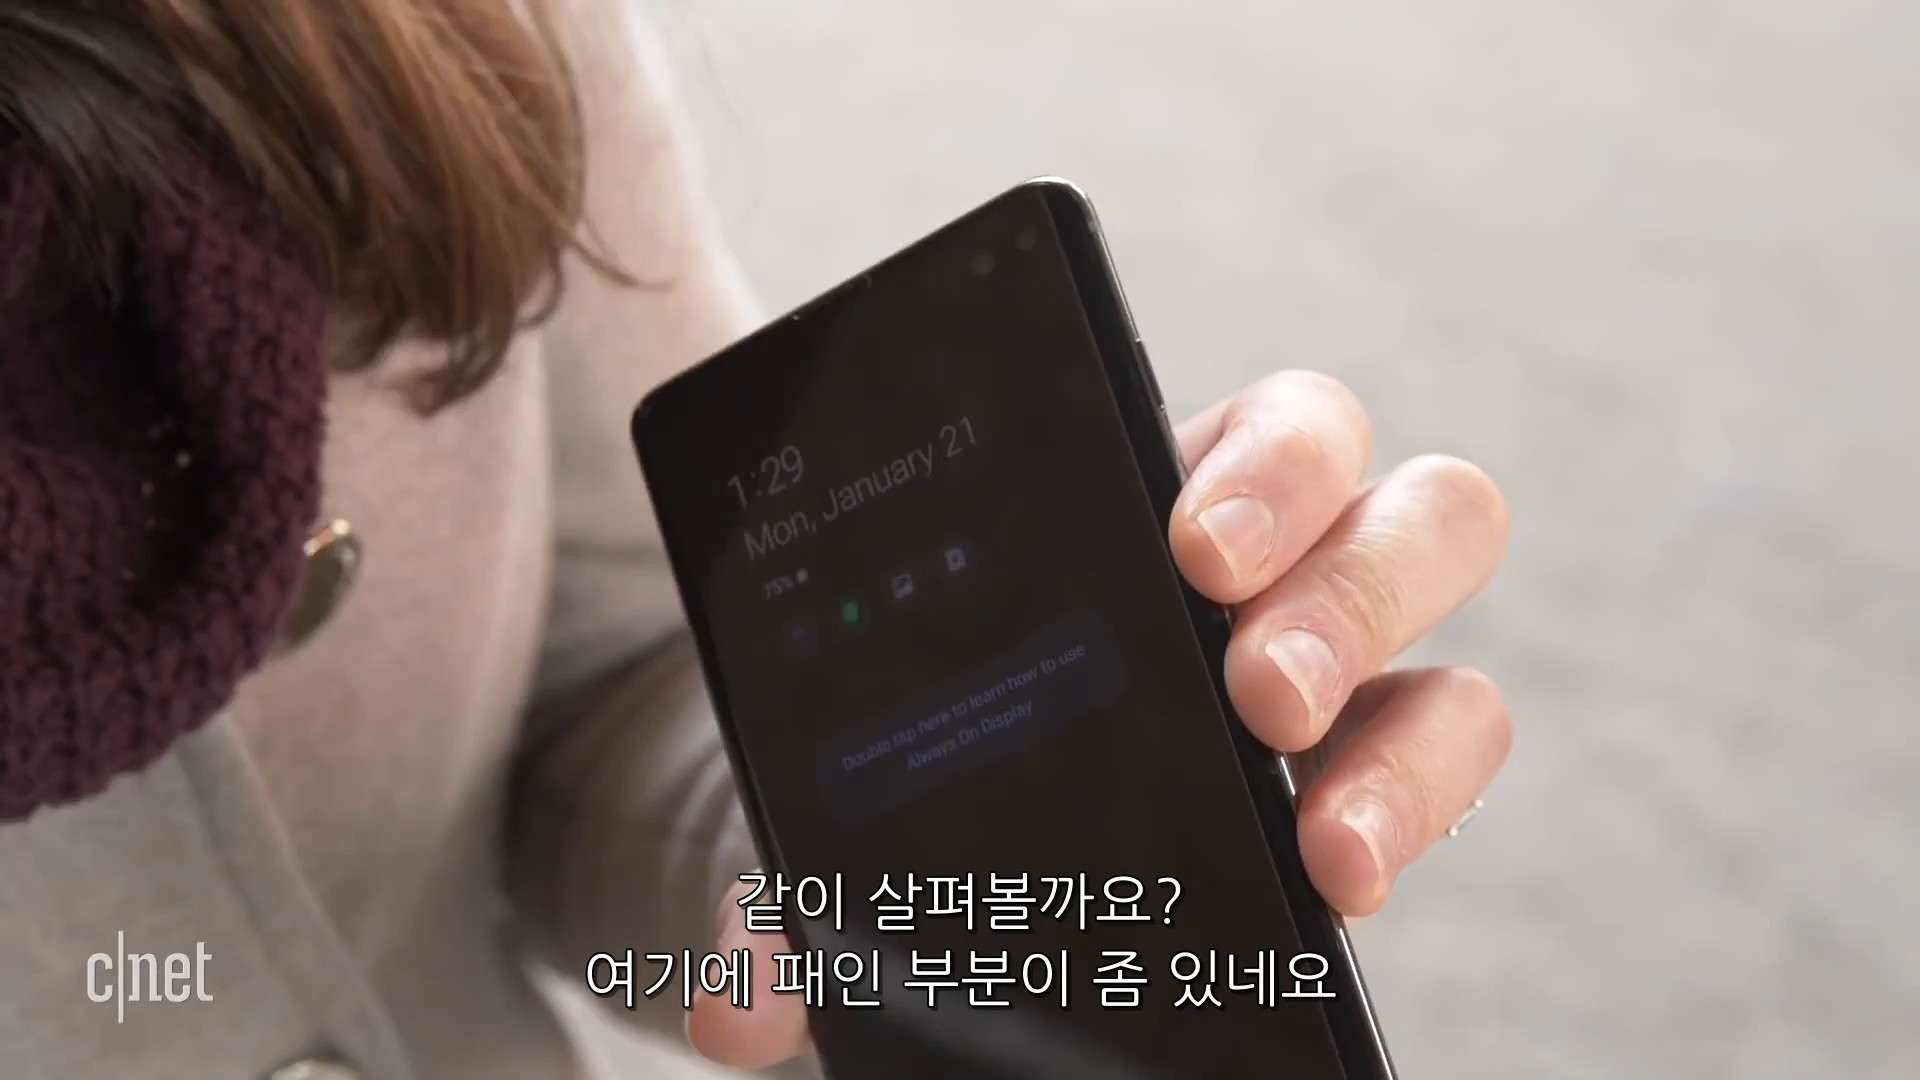 1:29
Mon, January 21
75%
Double tap here to learn how to use
Always On Display
같이 살펴볼까요?
여기에 패인 부분이 좀 있네요
c|net